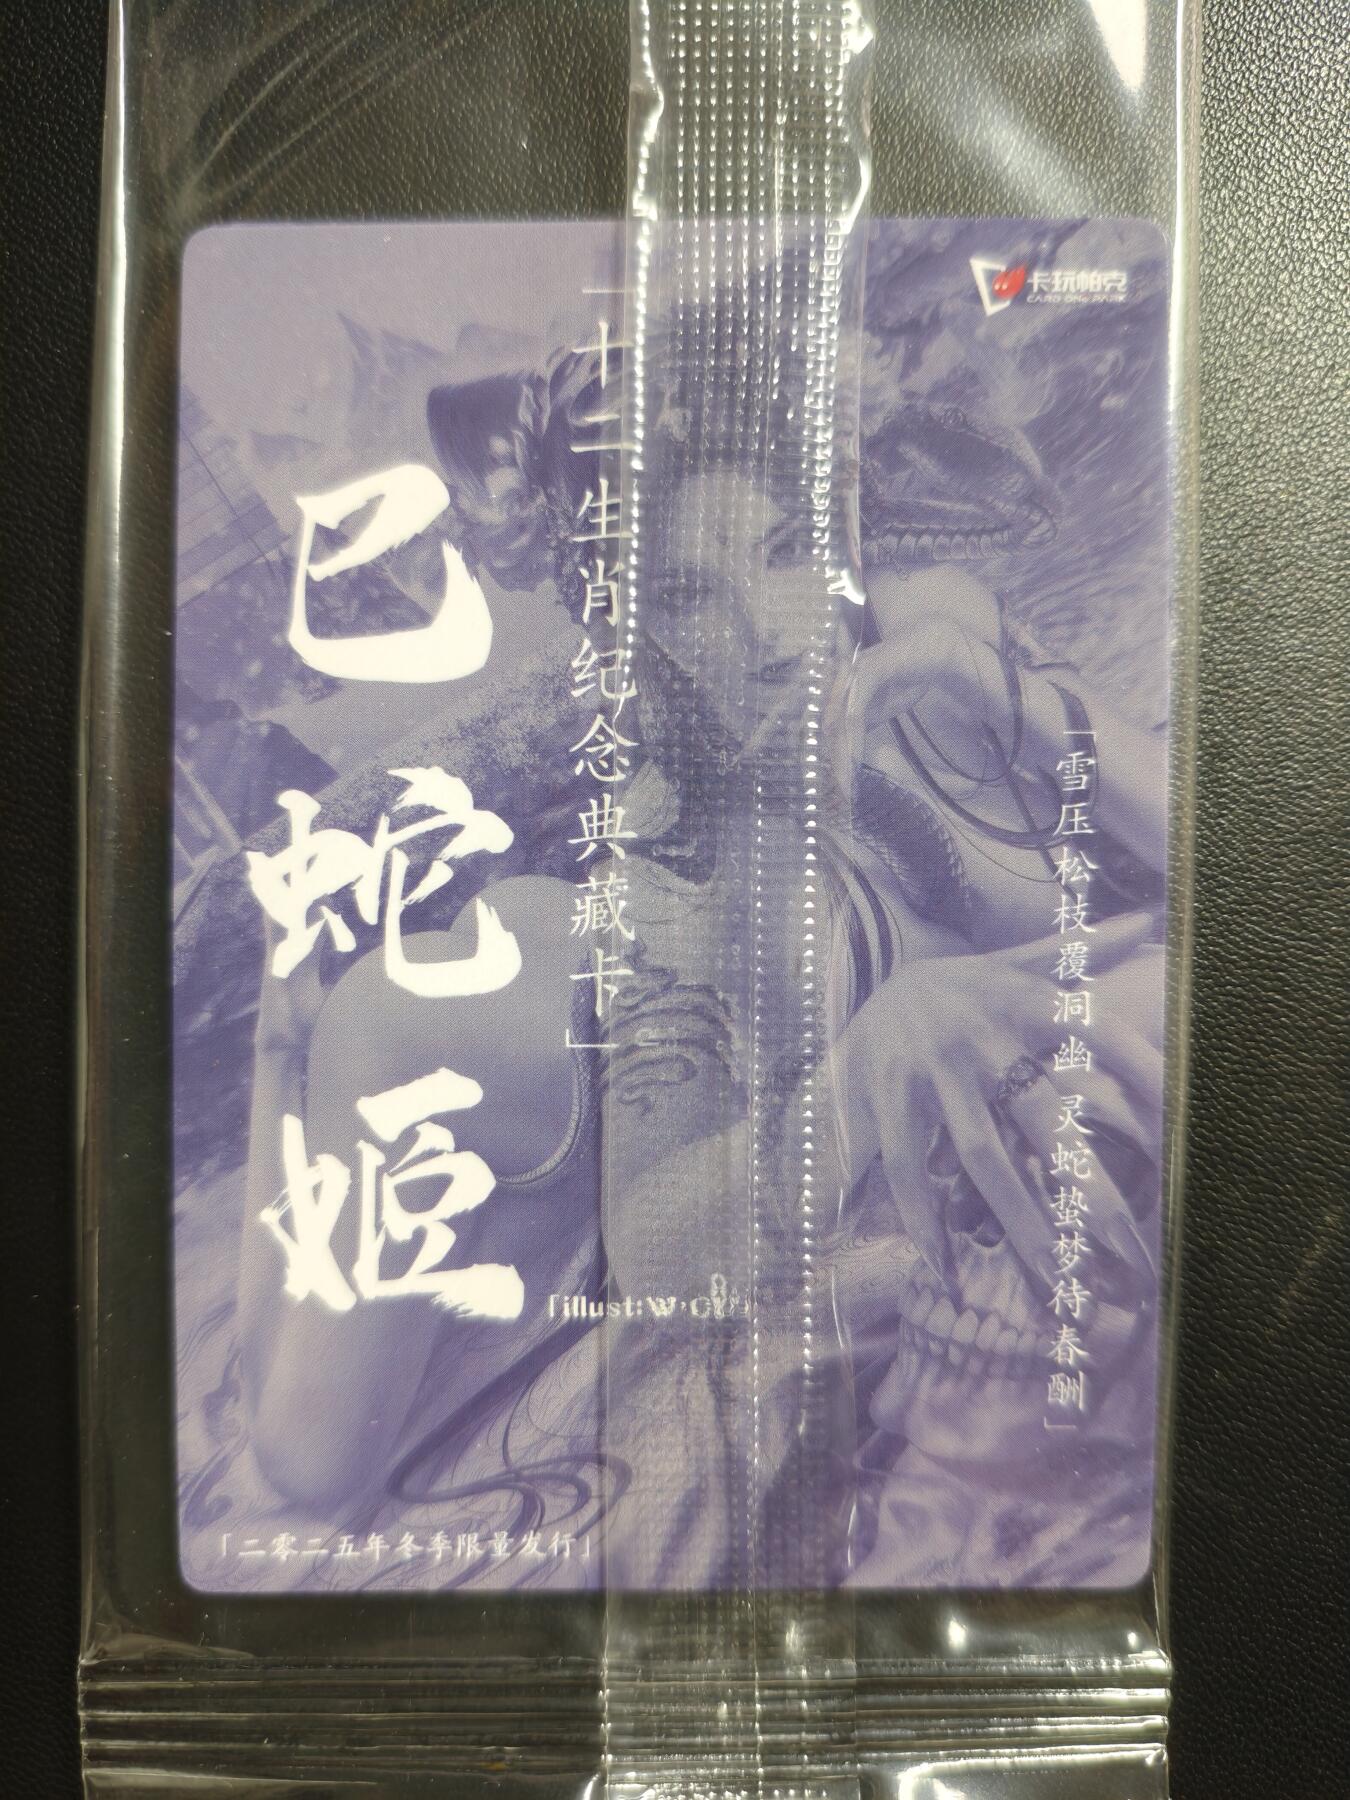 卡玩帕克
CARD ONE PARK
「十二生肖纪念典藏卡」
巳蛇姬
「雪压松枝覆洞幽 灵蛇蛰梦待春酬」
「illust:
「二零二五年冬季限量发行」